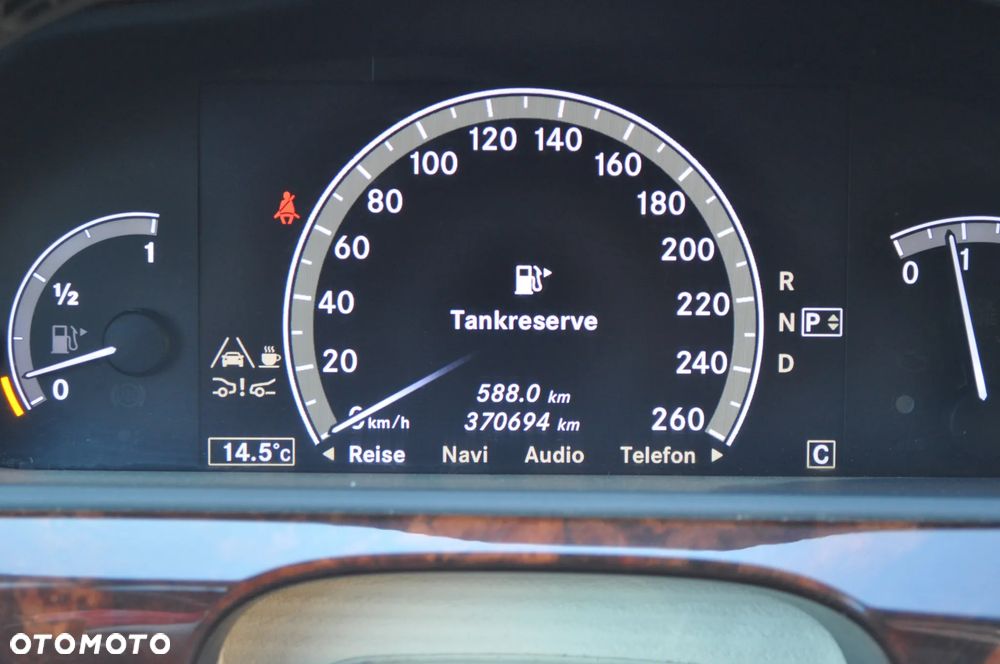 120 140
100 160
80 180
60 200
40 220
20 240
260
1
½
0
Tankreserve
588.0 km
370694 km
km/h
14.5°C
Reise Navi Audio Telefon
R
N P
D
C
0 1
OTOMOTO